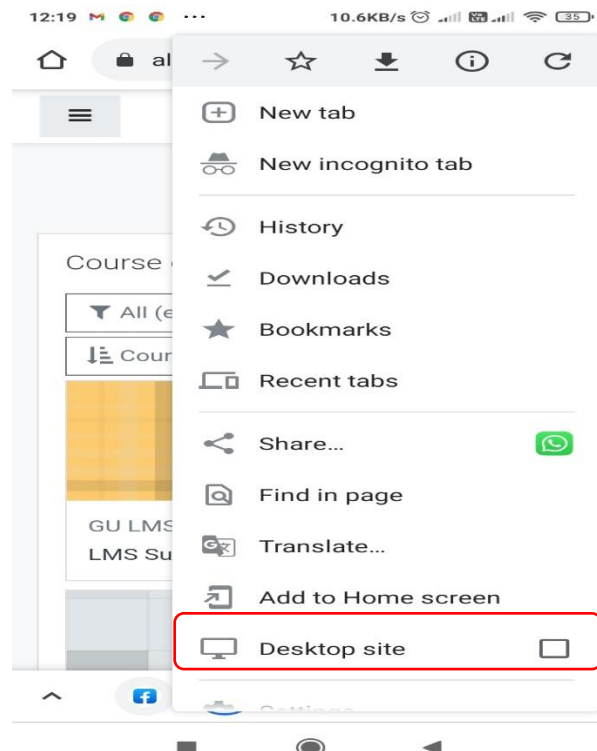 12:19
10.6KB/s
35
al
New tab
New incognito tab
History
Course
Downloads
All (e
Bookmarks
Cour
Recent tabs
Share...
Find in page
GU LMS
Translate...
LMS Su
Add to Home screen
Desktop site
Settings